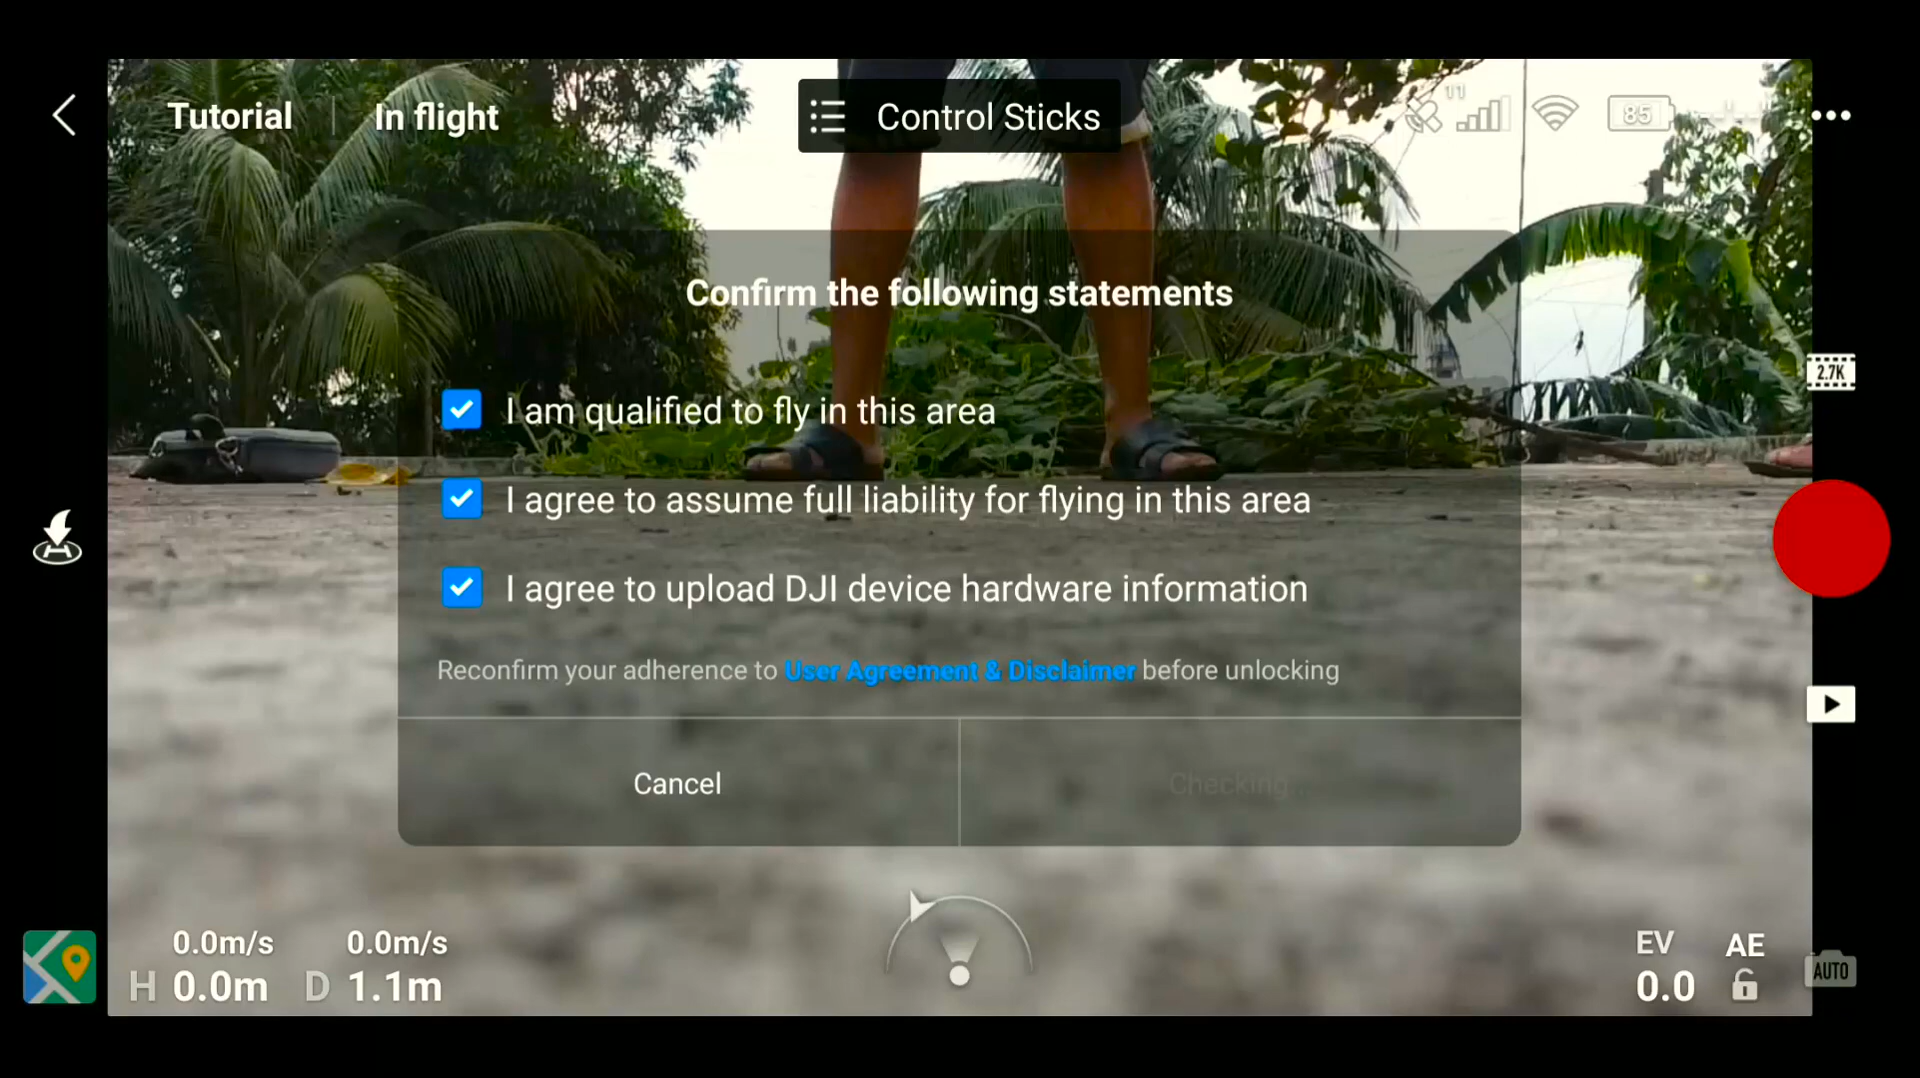 Tutorial
In flight
Control Sticks
11
85
Confirm the following statements
I am qualified to fly in this area
2.7K
I agree to assume full liability for flying in this area
I agree to upload DJI device hardware information
Reconfirm your adherence to User Agreement & Disclaimer before unlocking
Cancel
Checking...
0.0m/s 0.0m/s
H 0.0m D 1.1m
EV AE
0.0
AUTO